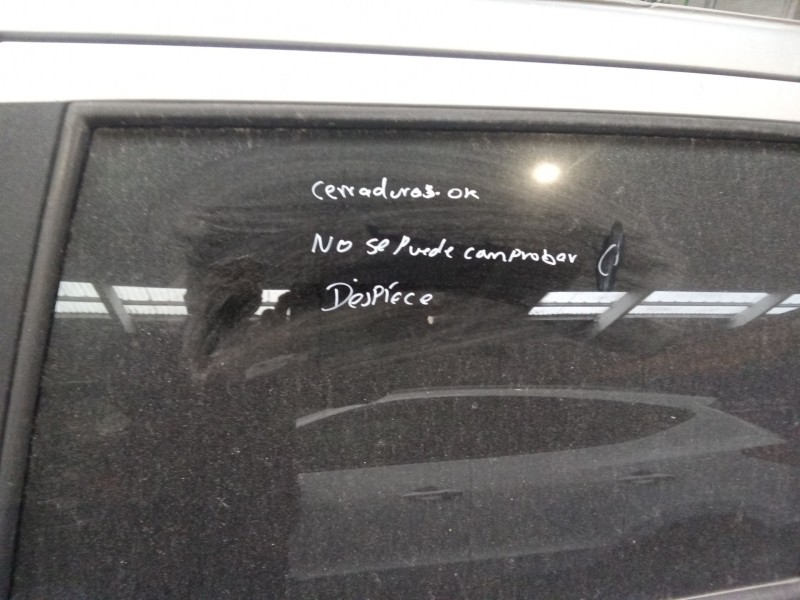 Cerraduras. OK
No se puede comprobar
Despiece